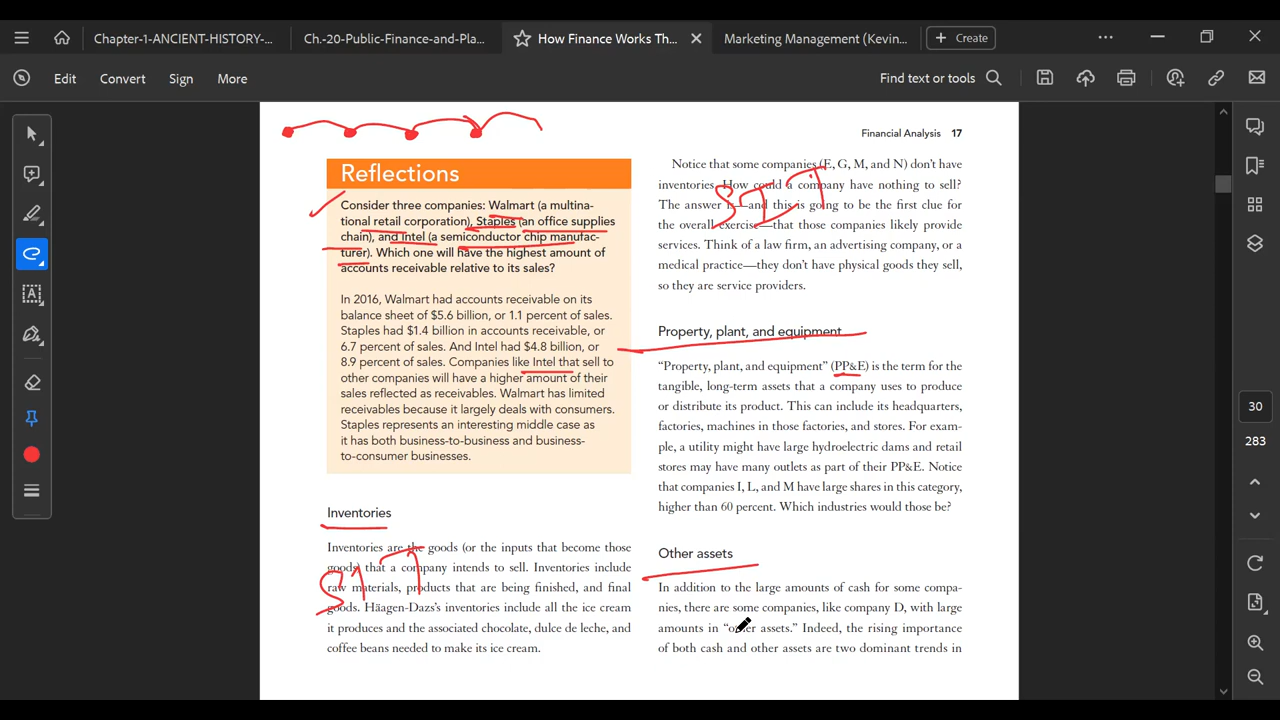 Chapter-1-ANCIENT-HISTORY-...
Ch.-20-Public-Finance-and-Pla...
How Finance Works Th...
Marketing Management (Kevin...
Create
Edit
Convert
Sign
More
Find text or tools
Financial Analysis 17
Reflections
Consider three companies: Walmart (a multina-
tional retail corporation), Staples (an office supplies
chain), and Intel (a semiconductor chip manufac-
turer). Which one will have the highest amount of
accounts receivable relative to its sales?
In 2016, Walmart had accounts receivable on its
balance sheet of $5.6 billion, or 1.1 percent of sales.
Staples had $1.4 billion in accounts receivable, or
6.7 percent of sales. And Intel had $4.8 billion, or
8.9 percent of sales. Companies like Intel that sell to
other companies will have a higher amount of their
sales reflected as receivables. Walmart has limited
receivables because it largely deals with consumers.
Staples represents an interesting middle case as
it has both business-to-business and business-
to-consumer businesses.
Inventories
Inventories are the goods (or the inputs that become those
goods) that a company intends to sell. Inventories include
raw materials, products that are being finished, and final
goods. Häagen-Dazs's inventories include all the ice cream
it produces and the associated chocolate, dulce de leche, and
coffee beans needed to make its ice cream.
Notice that some companies (E, G, M, and N) don't have
inventories. How could a company have nothing to sell?
The answer is—and this is going to be the first clue for
the overall exercise—that those companies likely provide
services. Think of a law firm, an advertising company, or a
medical practice—they don't have physical goods they sell,
so they are service providers.
Property, plant, and equipment
"Property, plant, and equipment" (PP&E) is the term for the
tangible, long-term assets that a company uses to produce
or distribute its product. This can include its headquarters,
factories, machines in those factories, and stores. For exam-
ple, a utility might have large hydroelectric dams and retail
stores may have many outlets as part of their PP&E. Notice
that companies I, L, and M have large shares in this category,
higher than 60 percent. Which industries would those be?
Other assets
In addition to the large amounts of cash for some compa-
nies, there are some companies, like company D, with large
amounts in "other assets." Indeed, the rising importance
of both cash and other assets are two dominant trends in
30
283